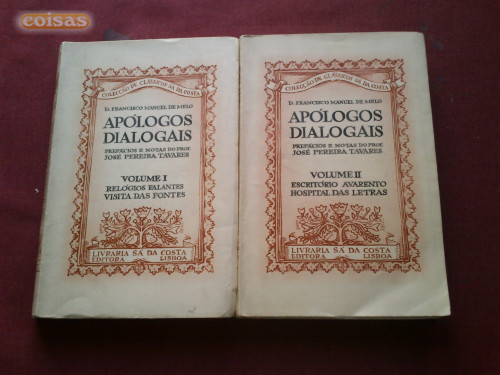 coisas
COLECÇÃO DE CLÁSSICOS SÁ DA COSTA
D. FRANCISCO MANUEL DE MELO
APÓLOGOS
DIALOGAIS
PREFÁCIOS E NOTAS DO PROF.
JOSÉ PEREIRA TAVARES
VOLUME I
RELÓGIOS FALANTES
VISITA DAS FONTES
LIVRARIA SÁ DA COSTA
EDITORA LISBOA
COLECÇÃO DE CLÁSSICOS SÁ DA COSTA
D. FRANCISCO MANUEL DE MELO
APÓLOGOS
DIALOGAIS
PREFÁCIOS E NOTAS DO PROF.
JOSÉ PEREIRA TAVARES
VOLUME II
ESCRITÓRIO AVARENTO
HOSPITAL DAS LETRAS
LIVRARIA SÁ DA COSTA
EDITORA LISBOA